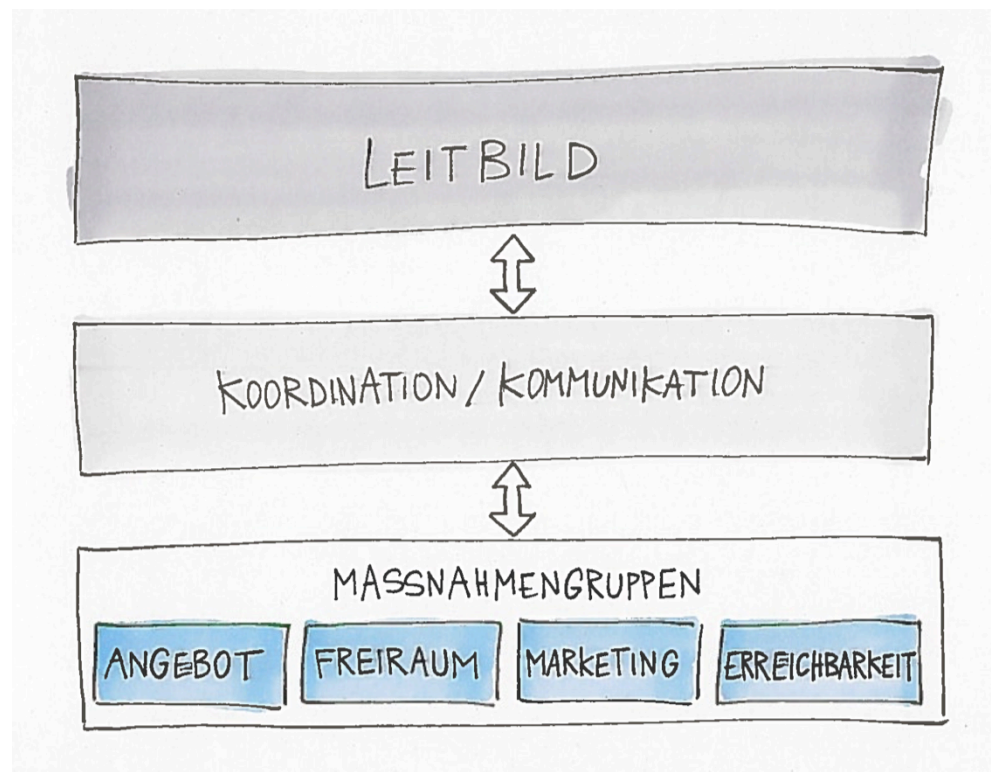 LEITBILD
KOORDINATION / KOMMUNIKATION
MASSNAHMENGRUPPEN
ANGEBOT FREIRAUM MARKETING ERREICHBARKEIT